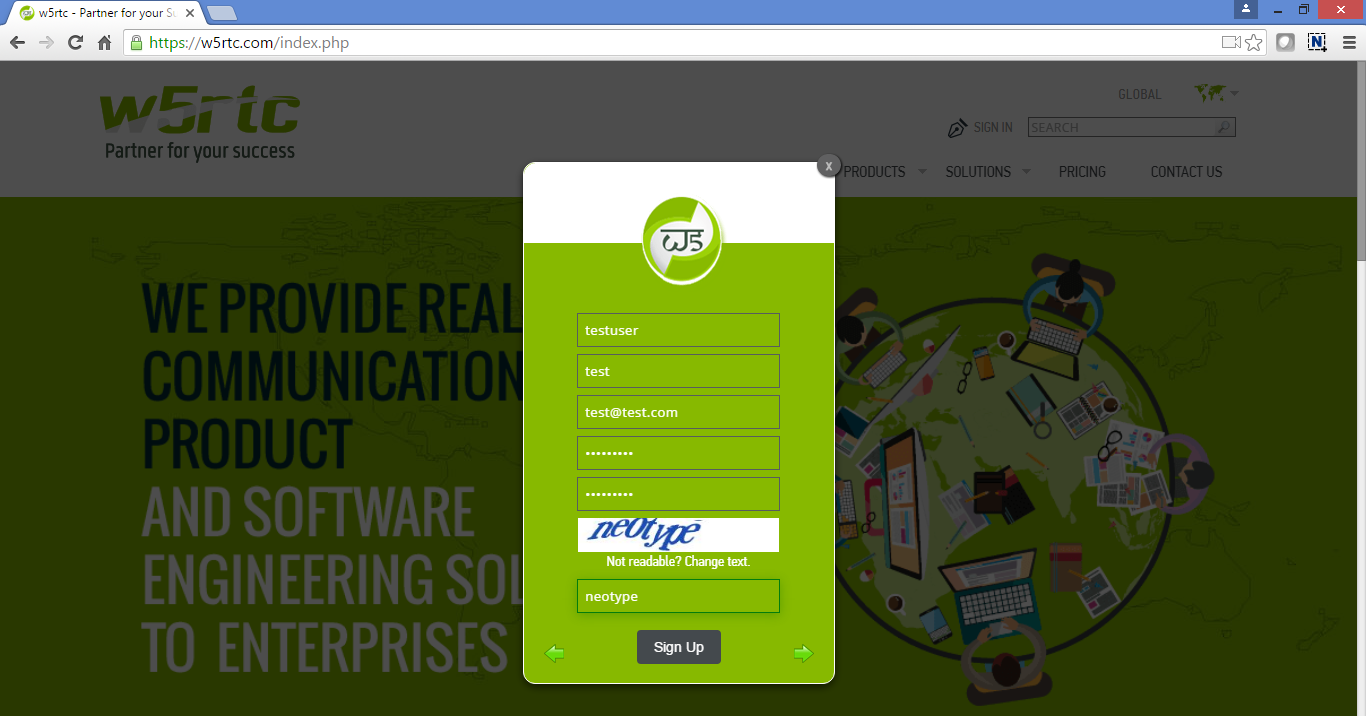 w5rtc - Partner for your Su
https://w5rtc.com/index.php
w5rtc
Partner for your success
GLOBAL
SIGN IN
SEARCH
PRODUCTS
SOLUTIONS
PRICING
CONTACT US
x
WE PROVIDE REAL
COMMUNICATION
PRODUCT
AND SOFTWARE
ENGINEERING SOL
TO ENTERPRISES
testuser
test
test@test.com
•••••••••
•••••••••
neotype
Not readable? Change text.
neotype
Sign Up